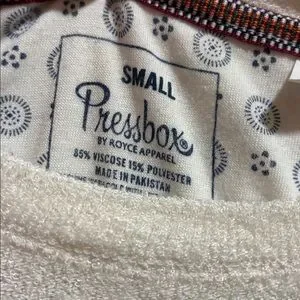 SMALL
Pressbox®
BY ROYCE APPAREL
85% VISCOSE 15% POLYESTER
MADE IN PAKISTAN